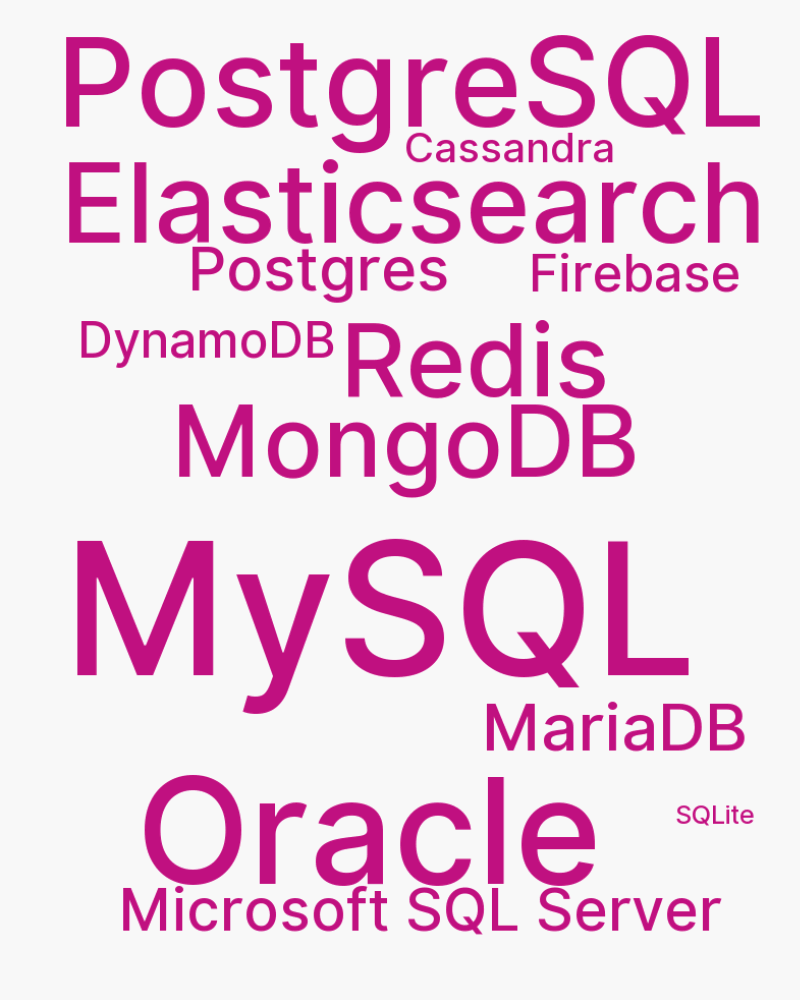 PostgreSQL
Cassandra
Elasticsearch
Postgres
Firebase
DynamoDB
Redis
MongoDB
MySQL
MariaDB
Oracle
SQLite
Microsoft SQL Server